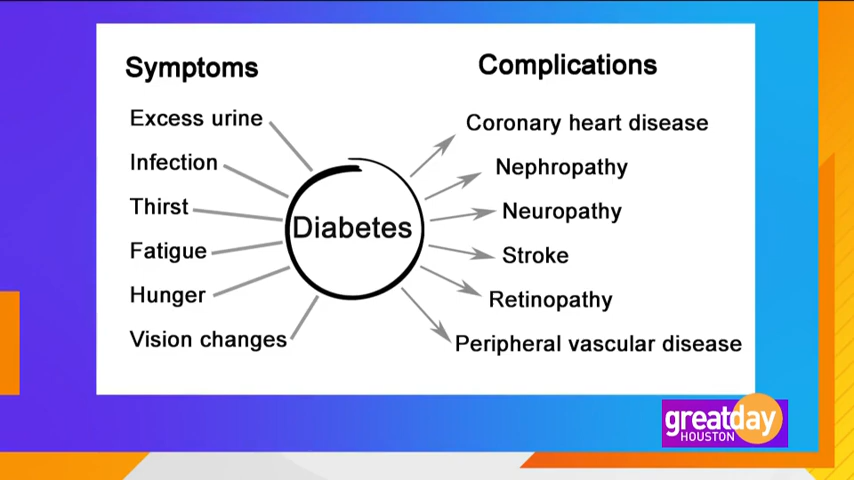 Symptoms
Excess urine
Infection
Thirst
Fatigue
Hunger
Vision changes
Diabetes
Complications
Coronary heart disease
Nephropathy
Neuropathy
Stroke
Retinopathy
Peripheral vascular disease
greatday
HOUSTON